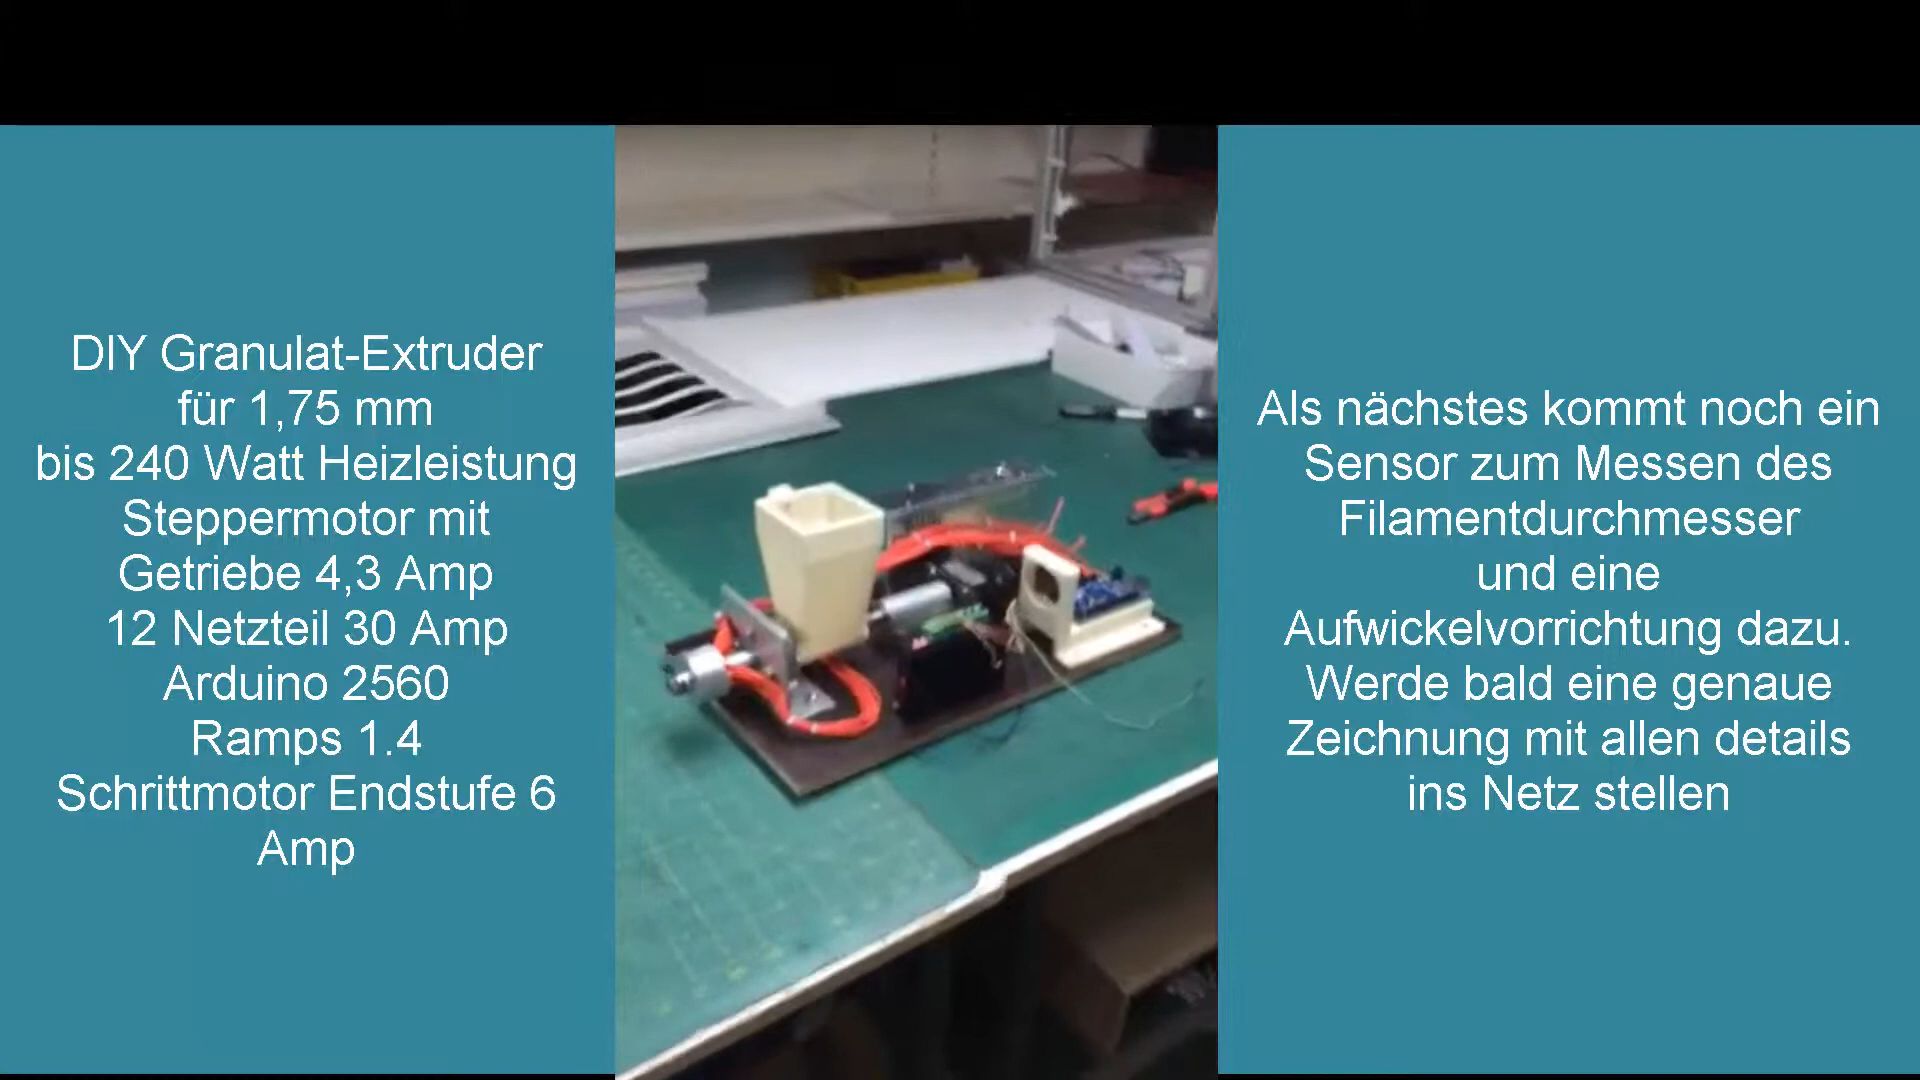 DIY Granulat-Extruder
für 1,75 mm
bis 240 Watt Heizleistung
Steppermotor mit
Getriebe 4,3 Amp
12 Netzteil 30 Amp
Arduino 2560
Ramps 1.4
Schrittmotor Endstufe 6
Amp
Als nächstes kommt noch ein
Sensor zum Messen des
Filamentdurchmesser
und eine
Aufwickelvorrichtung dazu.
Werde bald eine genaue
Zeichnung mit allen details
ins Netz stellen